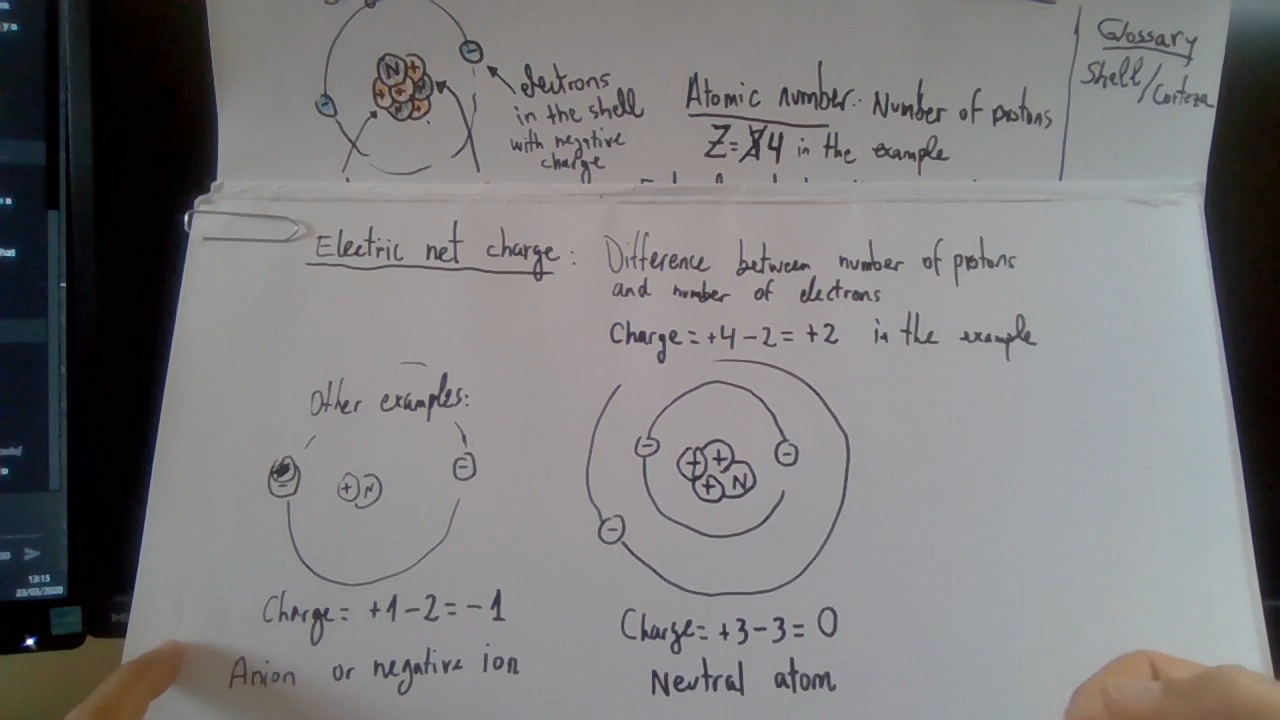 N + + + +
−
−
electrons
in the shell
with negative
charge
Atomic number: Number of protons
Z= 4 in the example
Glossary
Shell/Corteza
Electric net charge: Difference between number of protons
and number of electrons
Charge = +4 − 2 = +2 in the example
Other examples:
−
+ N
−
Charge = +1 − 2 = − 1
Anion or negative ion
−
−
+ + + N
−
Charge = +3 − 3 = 0
Neutral atom
13:15